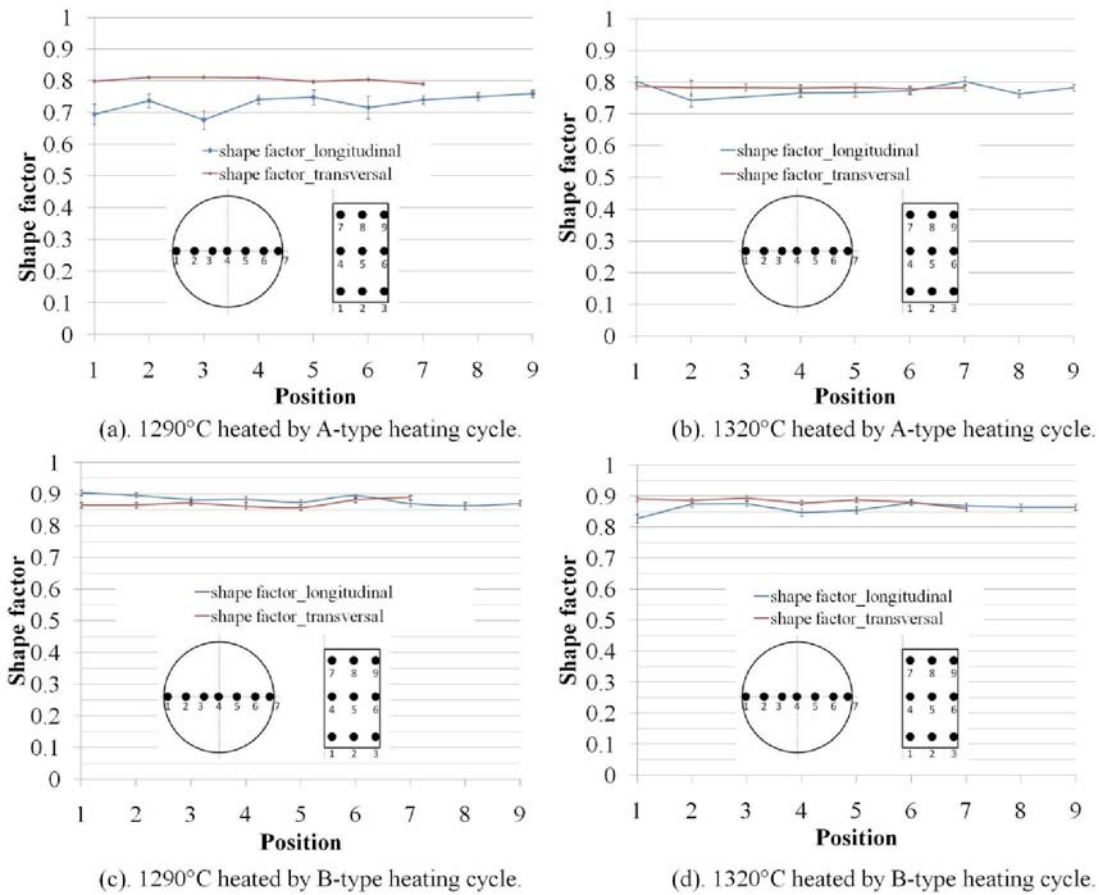 1
0.9
0.8
0.7
0.6
0.5
0.4
0.3
0.2
0.1
0
Shape factor
shape factor_longitudinal
shape factor_transversal
1 2 3 4 5 6 7
7 8 9
4 5 6
1 2 3
1 2 3 4 5 6 7 8 9
Position
(a). 1290°C heated by A-type heating cycle.
1
0.9
0.8
0.7
0.6
0.5
0.4
0.3
0.2
0.1
0
Shape factor
shape factor_longitudinal
shape factor_transversal
1 2 3 4 5 6 7
7 8 9
4 5 6
1 2 3
1 2 3 4 5 6 7 8 9
Position
(b). 1320°C heated by A-type heating cycle.
1
0.9
0.8
0.7
0.6
0.5
0.4
0.3
0.2
0.1
0
Shape factor
shape factor_longitudinal
shape factor_transversal
1 2 3 4 5 6 7
7 8 9
4 5 6
1 2 3
1 2 3 4 5 6 7 8 9
Position
(c). 1290°C heated by B-type heating cycle.
1
0.9
0.8
0.7
0.6
0.5
0.4
0.3
0.2
0.1
0
Shape factor
shape factor_longitudinal
shape factor_transversal
1 2 3 4 5 6 7
7 8 9
4 5 6
1 2 3
1 2 3 4 5 6 7 8 9
Position
(d). 1320°C heated by B-type heating cycle.